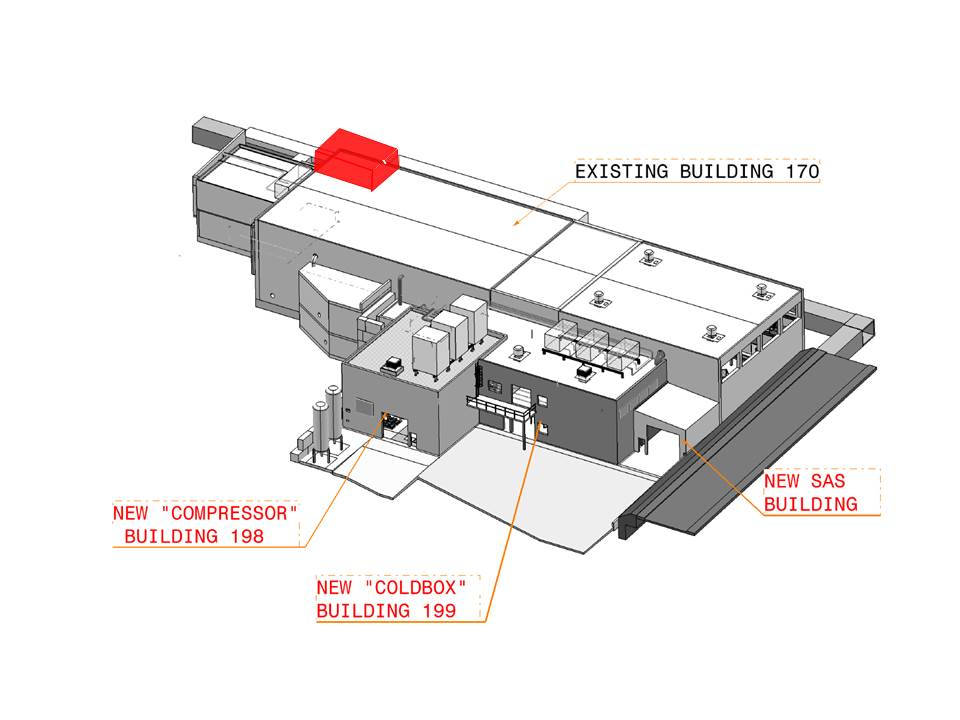 EXISTING BUILDING 170
NEW SAS
BUILDING
NEW "COMPRESSOR"
BUILDING 198
NEW "COLDBOX"
BUILDING 199